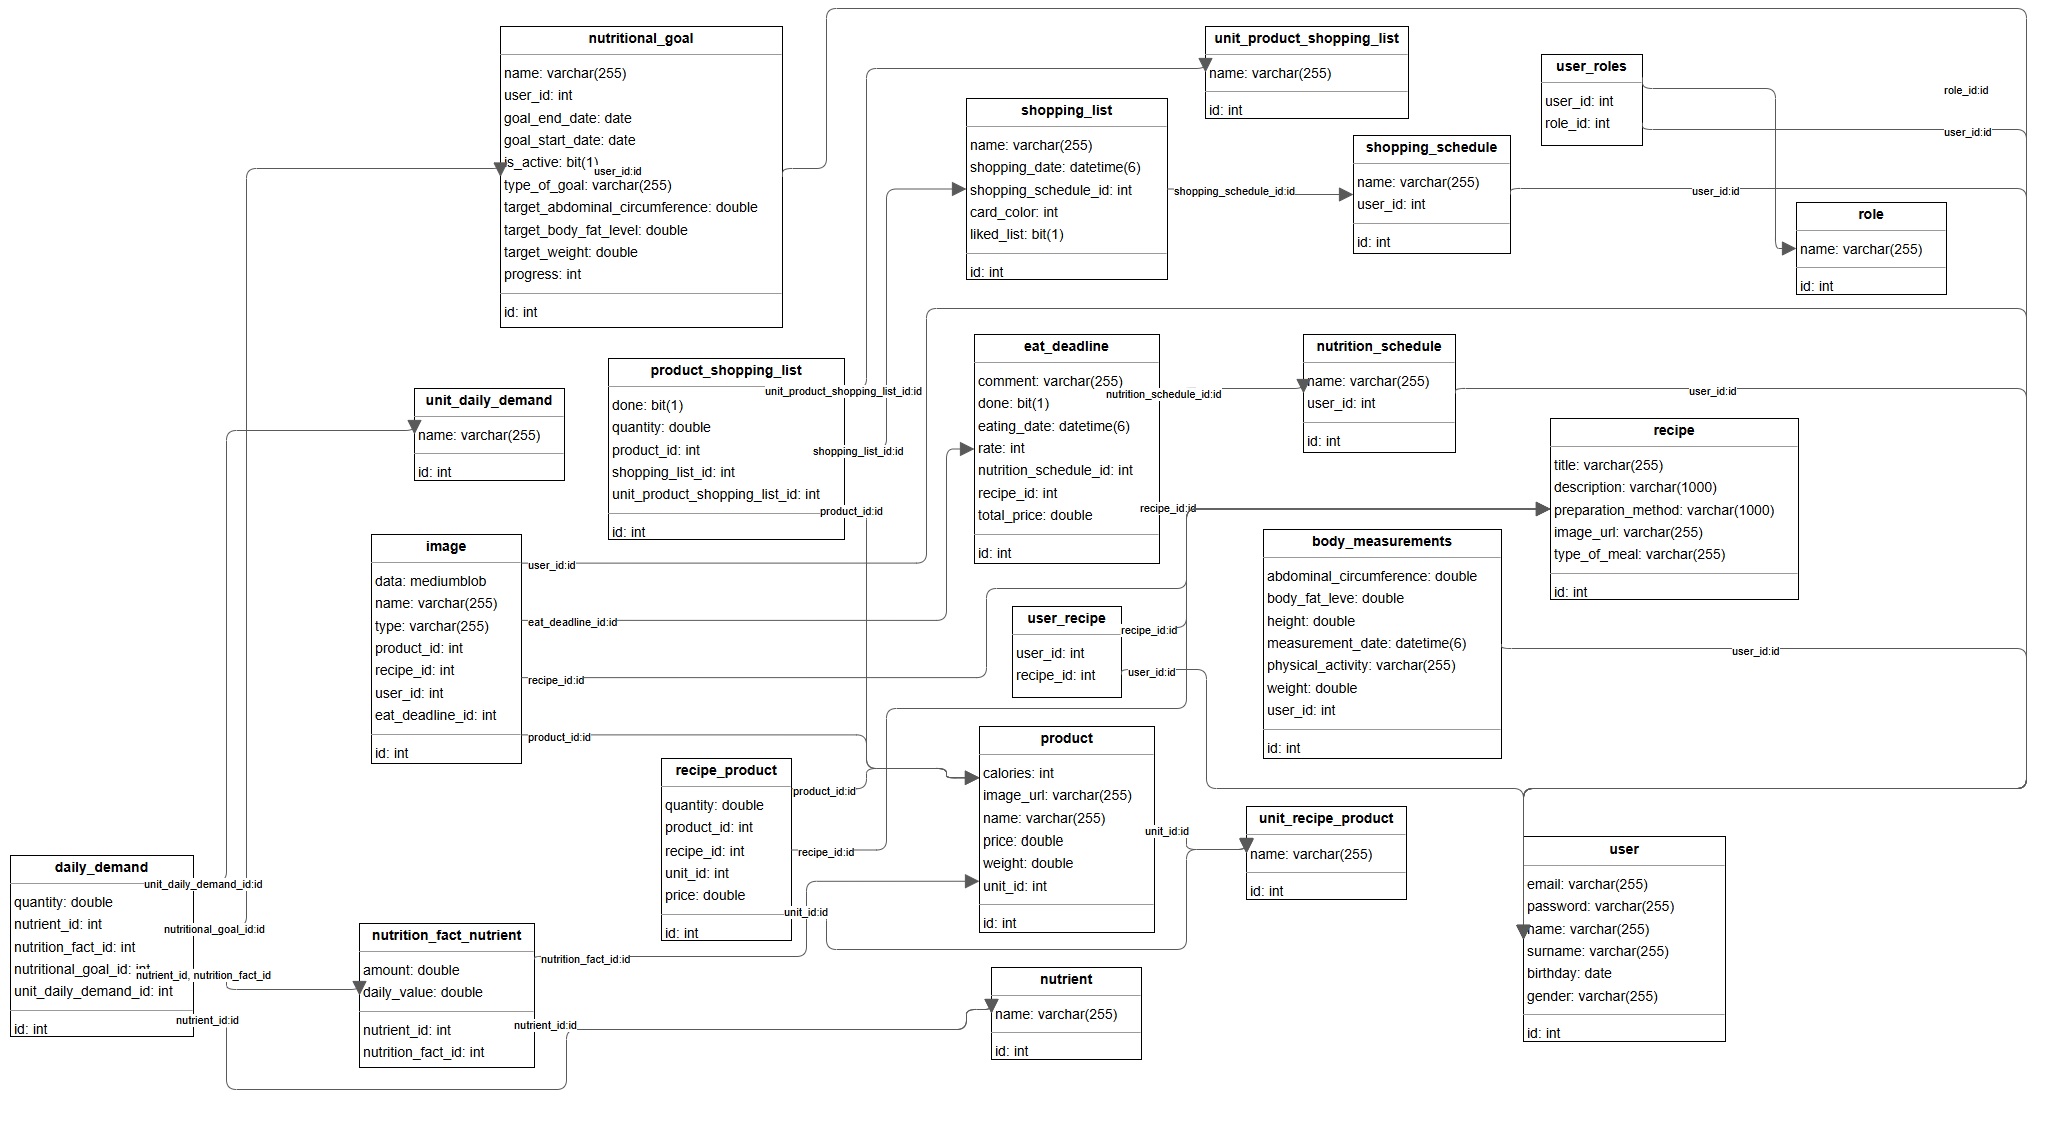 nutritional_goal
name: varchar(255)
user_id: int
goal_end_date: date
goal_start_date: date
is_active: bit(1)
user_id:id
type_of_goal: varchar(255)
target_abdominal_circumference: double
target_body_fat_level: double
target_weight: double
progress: int
id: int
unit_product_shopping_list
name: varchar(255)
id: int
user_roles
user_id: int
role_id: int
role_id:id
user_id:id
shopping_list
name: varchar(255)
shopping_date: datetime(6)
shopping_schedule_id: int
card_color: int
liked_list: bit(1)
id: int
shopping_schedule_id:id
shopping_schedule
name: varchar(255)
user_id: int
id: int
user_id:id
role
name: varchar(255)
id: int
unit_daily_demand
name: varchar(255)
id: int
product_shopping_list
done: bit(1)
quantity: double
product_id: int
shopping_list_id: int
unit_product_shopping_list_id: int
id: int
unit_product_shopping_list_id:id
shopping_list_id:id
product_id:id
eat_deadline
comment: varchar(255)
done: bit(1)
eating_date: datetime(6)
rate: int
nutrition_schedule_id: int
recipe_id: int
total_price: double
id: int
nutrition_schedule_id:id
recipe_id:id
nutrition_schedule
name: varchar(255)
user_id: int
id: int
user_id:id
recipe
title: varchar(255)
description: varchar(1000)
preparation_method: varchar(1000)
image_url: varchar(255)
type_of_meal: varchar(255)
id: int
image
data: mediumblob
name: varchar(255)
type: varchar(255)
product_id: int
recipe_id: int
user_id: int
eat_deadline_id: int
id: int
user_id:id
eat_deadline_id:id
recipe_id:id
product_id:id
user_recipe
user_id: int
recipe_id: int
recipe_id:id
user_id:id
body_measurements
abdominal_circumference: double
body_fat_leve: double
height: double
measurement_date: datetime(6)
physical_activity: varchar(255)
weight: double
user_id: int
id: int
user_id:id
recipe_product
quantity: double
product_id: int
recipe_id: int
unit_id: int
price: double
id: int
product_id:id
recipe_id:id
unit_id:id
product
calories: int
image_url: varchar(255)
name: varchar(255)
price: double
weight: double
unit_id: int
id: int
unit_id:id
unit_recipe_product
name: varchar(255)
id: int
user
email: varchar(255)
password: varchar(255)
name: varchar(255)
surname: varchar(255)
birthday: date
gender: varchar(255)
id: int
daily_demand
quantity: double
nutrient_id: int
nutrition_fact_id: int
nutritional_goal_id: int
unit_daily_demand_id: int
id: int
unit_daily_demand_id:id
nutritional_goal_id:id
nutrient_id, nutrition_fact_id
nutrient_id:id
nutrition_fact_nutrient
amount: double
daily_value: double
nutrient_id: int
nutrition_fact_id: int
nutrition_fact_id:id
nutrient_id:id
nutrient
name: varchar(255)
id: int